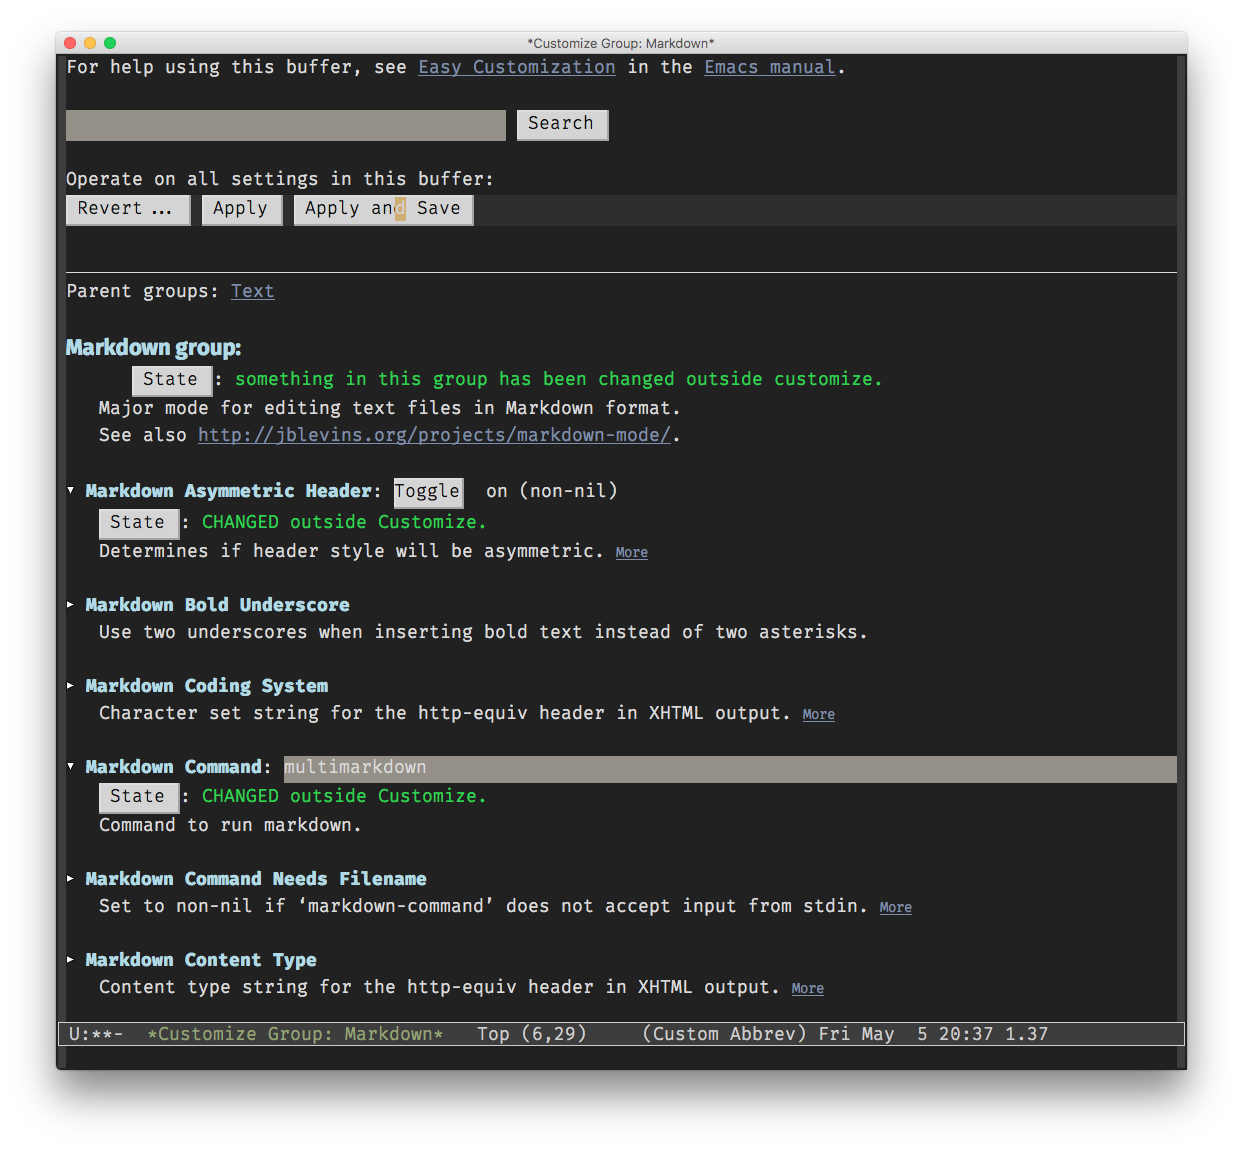 *Customize Group: Markdown*
For help using this buffer, see Easy Customization in the Emacs manual.
Search
Operate on all settings in this buffer:
Revert ... Apply Apply and Save
Parent groups: Text
Markdown group:
State : something in this group has been changed outside customize.
Major mode for editing text files in Markdown format.
See also http://jblevins.org/projects/markdown-mode/.
▼ Markdown Asymmetric Header: Toggle on (non-nil)
State : CHANGED outside Customize.
Determines if header style will be asymmetric. More
► Markdown Bold Underscore
Use two underscores when inserting bold text instead of two asterisks.
► Markdown Coding System
Character set string for the http-equiv header in XHTML output. More
▼ Markdown Command: multimarkdown
State : CHANGED outside Customize.
Command to run markdown.
► Markdown Command Needs Filename
Set to non-nil if ‘markdown-command’ does not accept input from stdin. More
► Markdown Content Type
Content type string for the http-equiv header in XHTML output. More
U:**- *Customize Group: Markdown* Top (6,29) (Custom Abbrev) Fri May 5 20:37 1.37